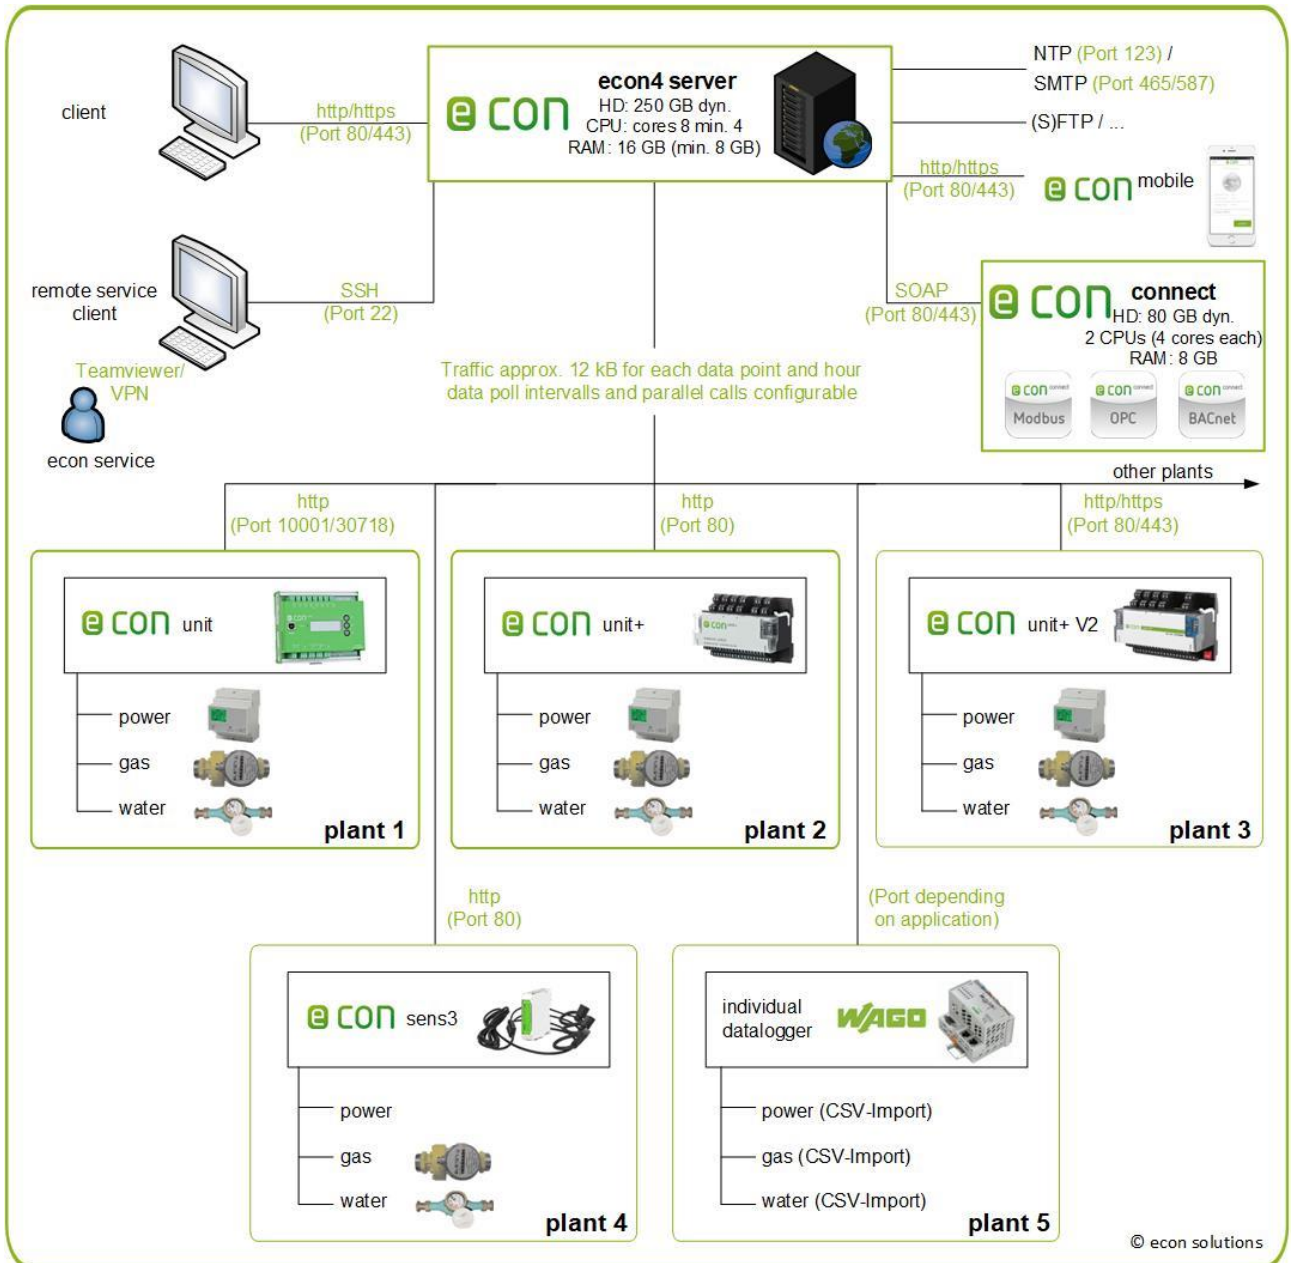 client
http/https
(Port 80/443)
e con
econ4 server
HD: 250 GB dyn.
CPU: cores 8 min. 4
RAM: 16 GB (min. 8 GB)
NTP (Port 123) /
SMTP (Port 465/587)
(S)FTP / ...
http/https
(Port 80/443)
e con mobile
remote service
client
SSH
(Port 22)
SOAP
(Port 80/443)
e con connect
HD: 80 GB dyn.
2 CPUs (4 cores each)
RAM: 8 GB
e con connect
Modbus
e con connect
OPC
e con connect
BACnet
Teamviewer/
VPN
econ service
Traffic approx. 12 kB for each data point and hour
data poll intervalls and parallel calls configurable
other plants
http
(Port 10001/30718)
http
(Port 80)
http/https
(Port 80/443)
e con unit
power
gas
water
plant 1
e con unit+
power
gas
water
plant 2
e con unit+ V2
power
gas
water
plant 3
http
(Port 80)
(Port depending
on application)
e con sens3
power
gas
water
plant 4
individual
datalogger
WAGO
power (CSV-Import)
gas (CSV-Import)
water (CSV-Import)
plant 5
© econ solutions